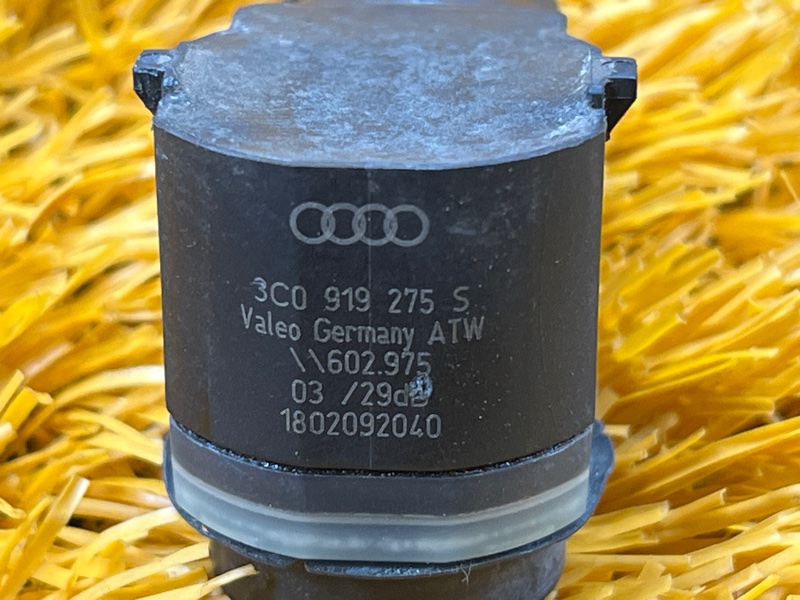 3C0 919 275 S
Valeo Germany ATW
\\602.975
03 /29dB
1802092040